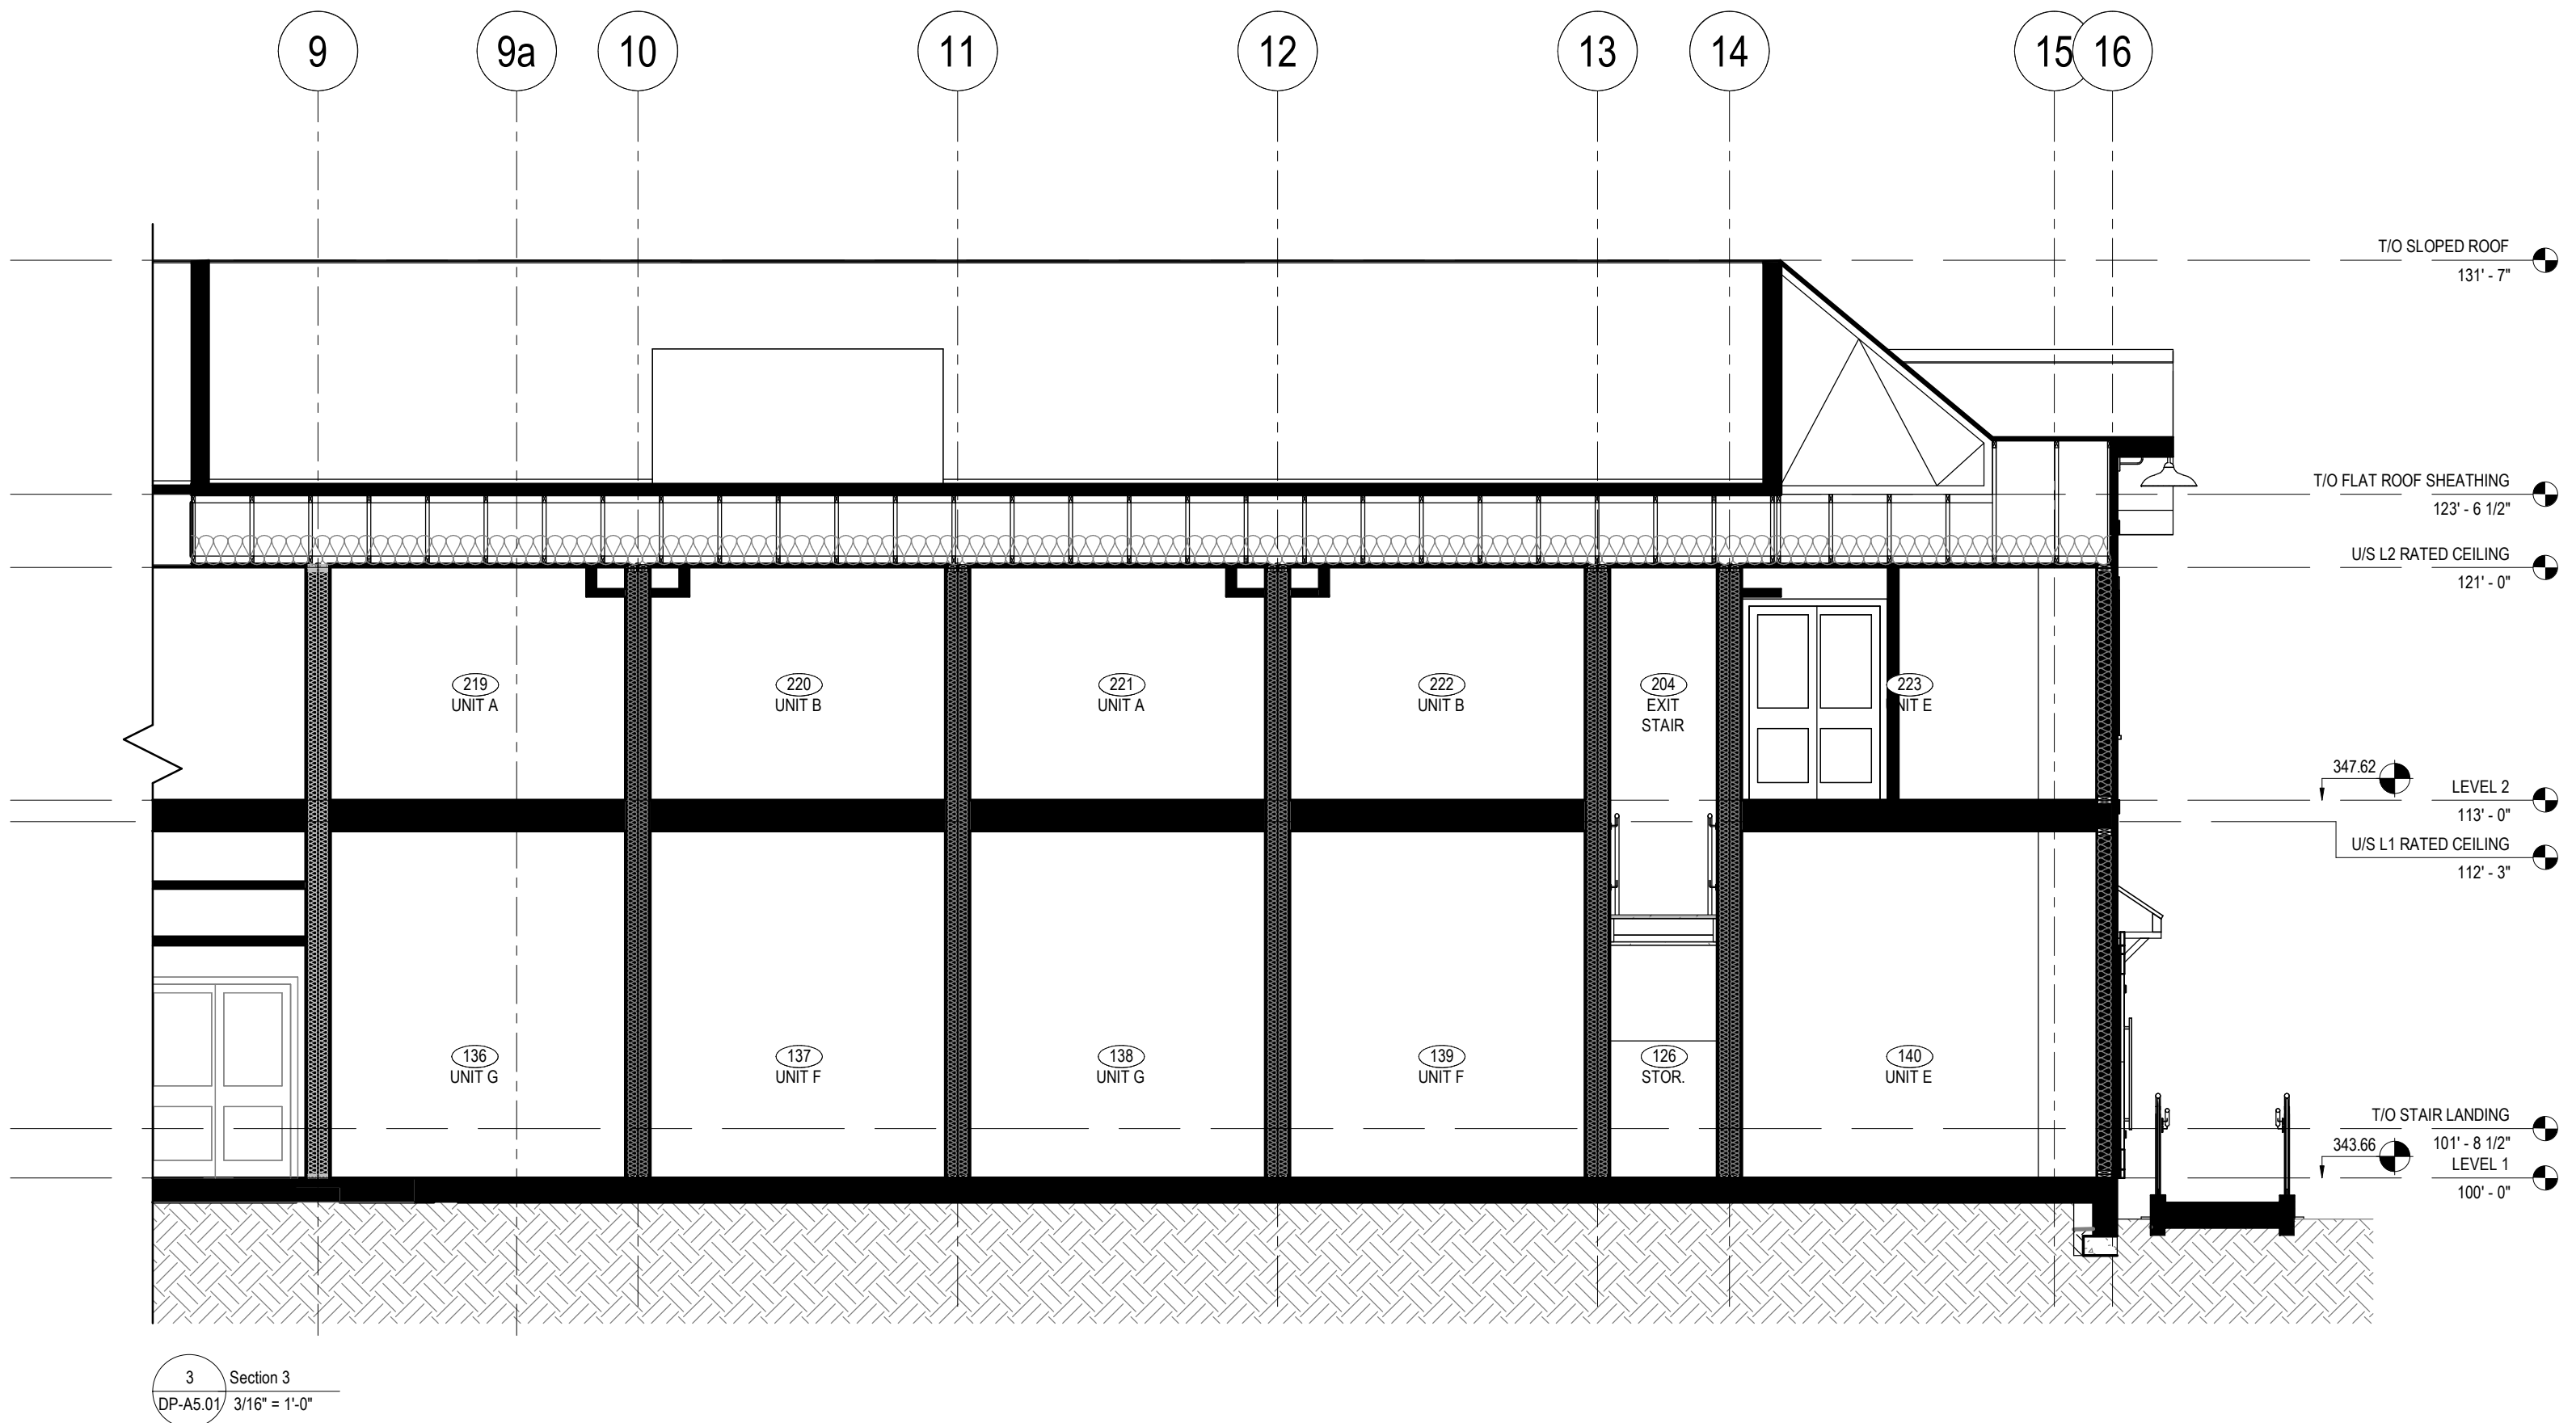 9
9a
10
11
12
13
14
15
16
T/O SLOPED ROOF
131' - 7"
T/O FLAT ROOF SHEATHING
123' - 6 1/2"
U/S L2 RATED CEILING
121' - 0"
219
UNIT A
220
UNIT B
221
UNIT A
222
UNIT B
204
EXIT
STAIR
223
NIT E
347.62
LEVEL 2
113' - 0"
U/S L1 RATED CEILING
112' - 3"
136
UNIT G
137
UNIT F
138
UNIT G
139
UNIT F
126
STOR.
140
UNIT E
T/O STAIR LANDING
101' - 8 1/2"
343.66
LEVEL 1
100' - 0"
3
Section 3
DP-A5.01
3/16" = 1'-0"